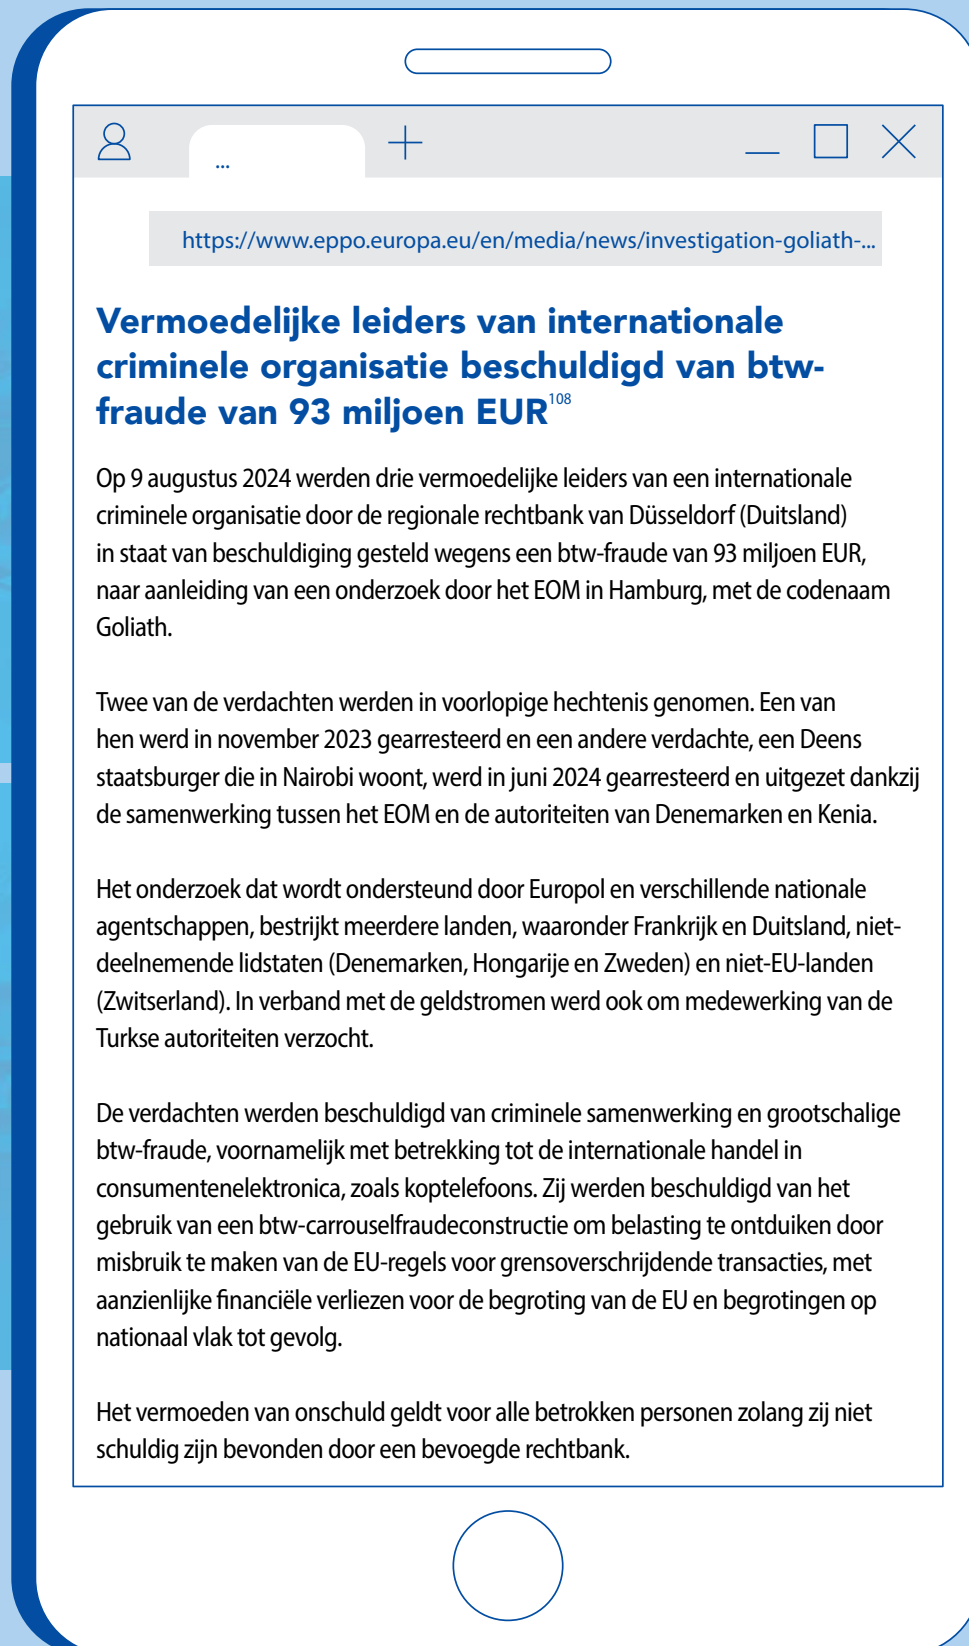 ...
https://www.eppo.europa.eu/en/media/news/investigation-goliath-...
Vermoedelijke leiders van internationale
criminele organisatie beschuldigd van btw-
fraude van 93 miljoen EUR108
Op 9 augustus 2024 werden drie vermoedelijke leiders van een internationale
criminele organisatie door de regionale rechtbank van Düsseldorf (Duitsland)
in staat van beschuldiging gesteld wegens een btw-fraude van 93 miljoen EUR,
naar aanleiding van een onderzoek door het EOM in Hamburg, met de codenaam
Goliath.
Twee van de verdachten werden in voorlopige hechtenis genomen. Een van
hen werd in november 2023 gearresteerd en een andere verdachte, een Deens
staatsburger die in Nairobi woont, werd in juni 2024 gearresteerd en uitgezet dankzij
de samenwerking tussen het EOM en de autoriteiten van Denemarken en Kenia.
Het onderzoek dat wordt ondersteund door Europol en verschillende nationale
agentschappen, bestrijkt meerdere landen, waaronder Frankrijk en Duitsland, niet-
deelnemende lidstaten (Denemarken, Hongarije en Zweden) en niet-EU-landen
(Zwitserland). In verband met de geldstromen werd ook om medewerking van de
Turkse autoriteiten verzocht.
De verdachten werden beschuldigd van criminele samenwerking en grootschalige
btw-fraude, voornamelijk met betrekking tot de internationale handel in
consumentenelektronica, zoals koptelefoons. Zij werden beschuldigd van het
gebruik van een btw-carrouselfraudeconstructie om belasting te ontduiken door
misbruik te maken van de EU-regels voor grensoverschrijdende transacties, met
aanzienlijke financiële verliezen voor de begroting van de EU en begrotingen op
nationaal vlak tot gevolg.
Het vermoeden van onschuld geldt voor alle betrokken personen zolang zij niet
schuldig zijn bevonden door een bevoegde rechtbank.